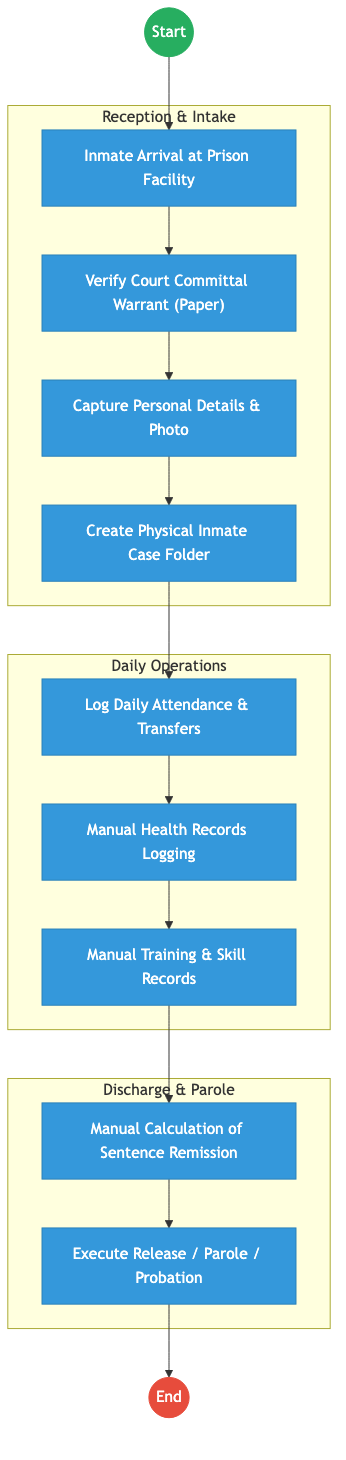 Start
Reception & Intake
Inmate Arrival at Prison
Facility
Verify Court Committal
Warrant (Paper)
Capture Personal Details &
Photo
Create Physical Inmate
Case Folder
Daily Operations
Log Daily Attendance &
Transfers
Manual Health Records
Logging
Manual Training & Skill
Records
Discharge & Parole
Manual Calculation of
Sentence Remission
Execute Release / Parole /
Probation
End